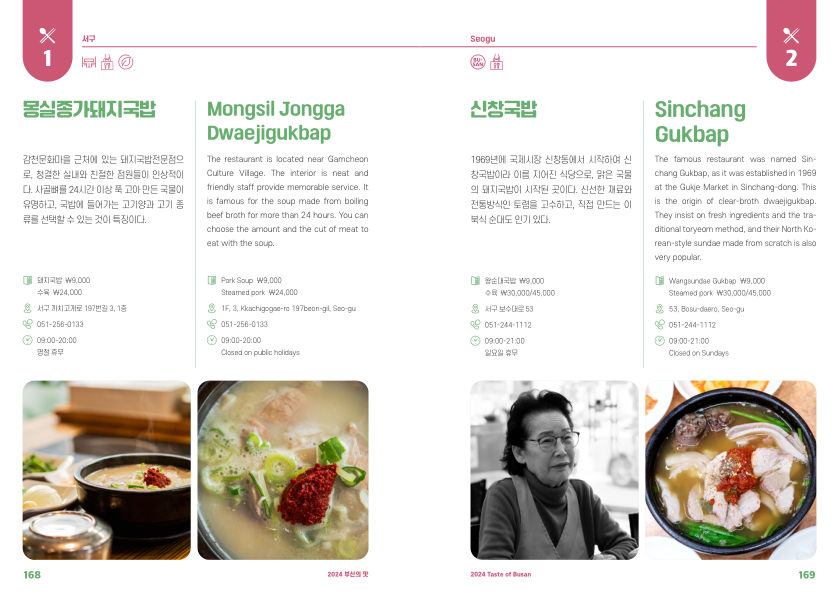 1
서구
몽실종가돼지국밥
감천문화마을 근처에 있는 돼지국밥전문점으
로, 청결한 실내와 친절한 점원들이 인상적이
다. 사골뼈를 24시간 이상 푹 고아 만든 국물이
유명하고, 국밥에 들어가는 고기양과 고기 종
류를 선택할 수 있는 것이 특징이다.
돼지국밥 ₩9,000
수육 ₩24,000
서구 까치고개로 197번길 3, 1층
051-256-0133
09:00-20:00
명절 휴무
Mongsil Jongga
Dwaejigukbap
The restaurant is located near Gamcheon
Culture Village. The interior is neat and
friendly staff provide memorable service. It
is famous for the soup made from boiling
beef broth for more than 24 hours. You can
choose the amount and the cut of meat to
eat with the soup.
Pork Soup ₩9,000
Steamed pork ₩24,000
1F, 3, Kkachigogae-ro 197beon-gil, Seo-gu
051-256-0133
09:00-20:00
Closed on public holidays
168
2024 부산의 맛
Seogu
2
BU-
SAN
신창국밥
1969년에 국제시장 신창동에서 시작하여 신
창국밥이라 이름 지어진 식당으로, 맑은 국물
의 돼지국밥이 시작된 곳이다. 신선한 재료와
전통방식인 토렴을 고수하고, 직접 만드는 이
북식 순대도 인기 있다.
왕순대국밥 ₩9,000
수육 ₩30,000/45,000
서구 보수대로 53
051-244-1112
09:00-21:00
일요일 휴무
Sinchang
Gukbap
The famous restaurant was named Sin-
chang Gukbap, as it was established in 1969
at the Gukje Market in Sinchang-dong. This
is the origin of clear-broth dwaejigukbap.
They insist on fresh ingredients and the tra-
ditional toryeom method, and their North Ko-
rean-style sundae made from scratch is also
very popular.
Wangsundae Gukbap ₩9,000
Steamed pork ₩30,000/45,000
53, Bosu-daero, Seo-gu
051-244-1112
09:00-21:00
Closed on Sundays
2024 Taste of Busan
169